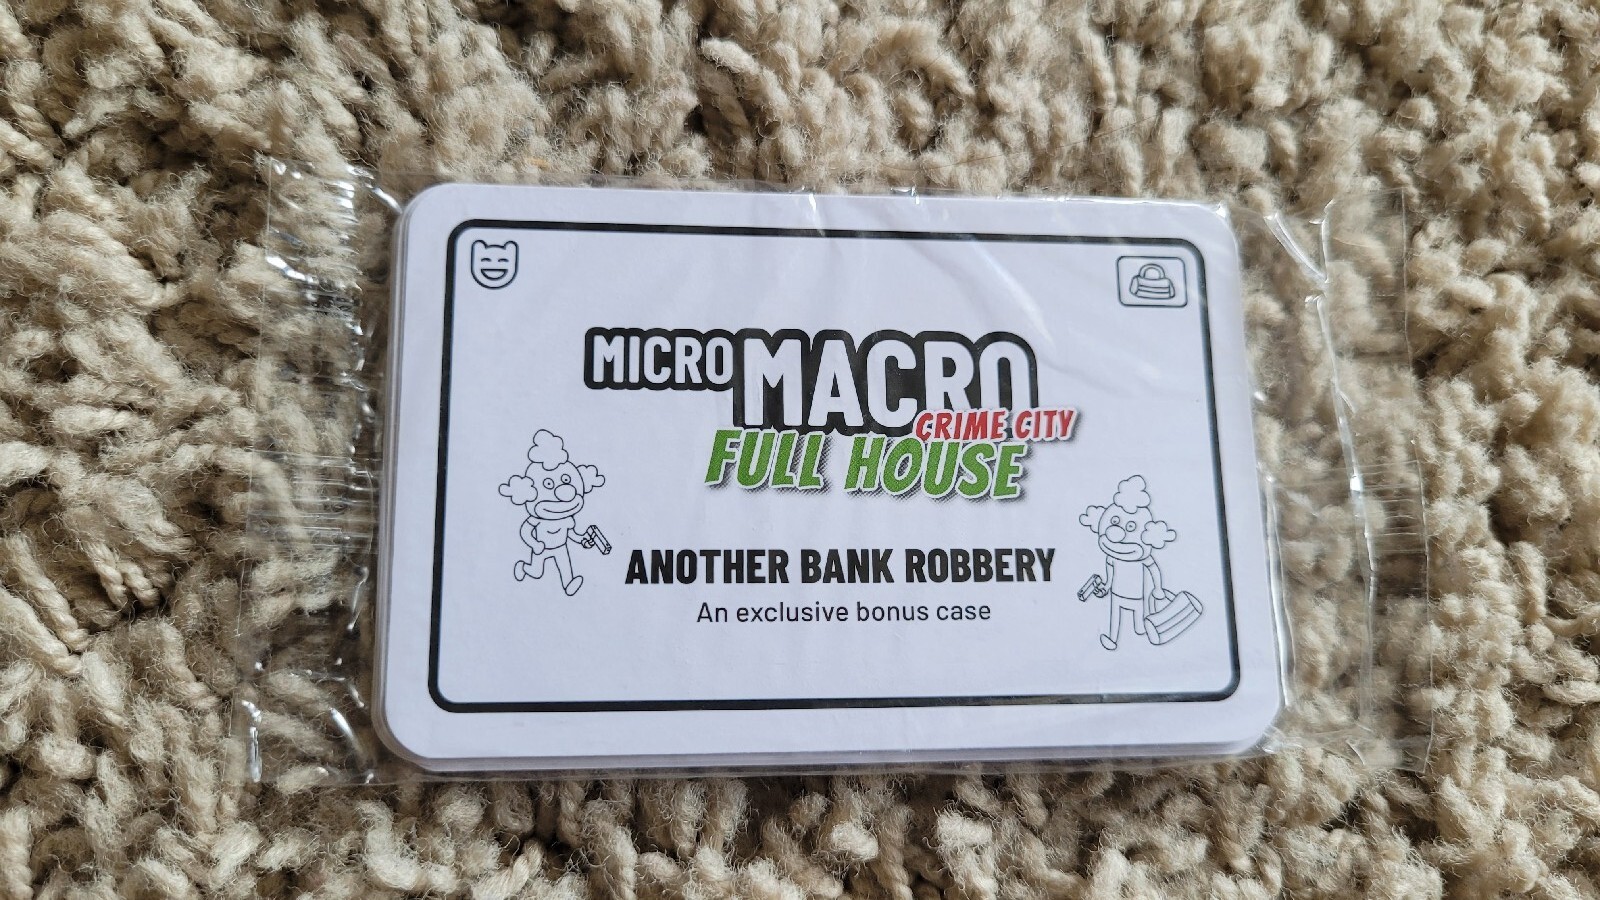 MICRO MACRO
CRIME CITY
FULL HOUSE
ANOTHER BANK ROBBERY
An exclusive bonus case